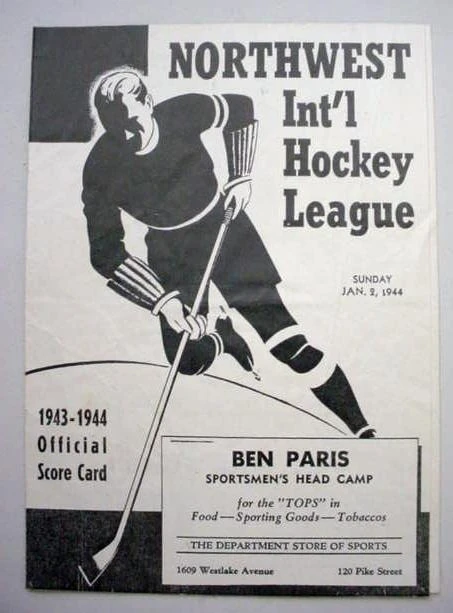 NORTHWEST
Int'l
Hockey
League
SUNDAY
JAN. 2, 1944
1943-1944
Official
Score Card
BEN PARIS
SPORTSMEN'S HEAD CAMP
for the "TOPS" in
Food—Sporting Goods—Tobaccos
THE DEPARTMENT STORE OF SPORTS
1609 Westlake Avenue 120 Pike Street